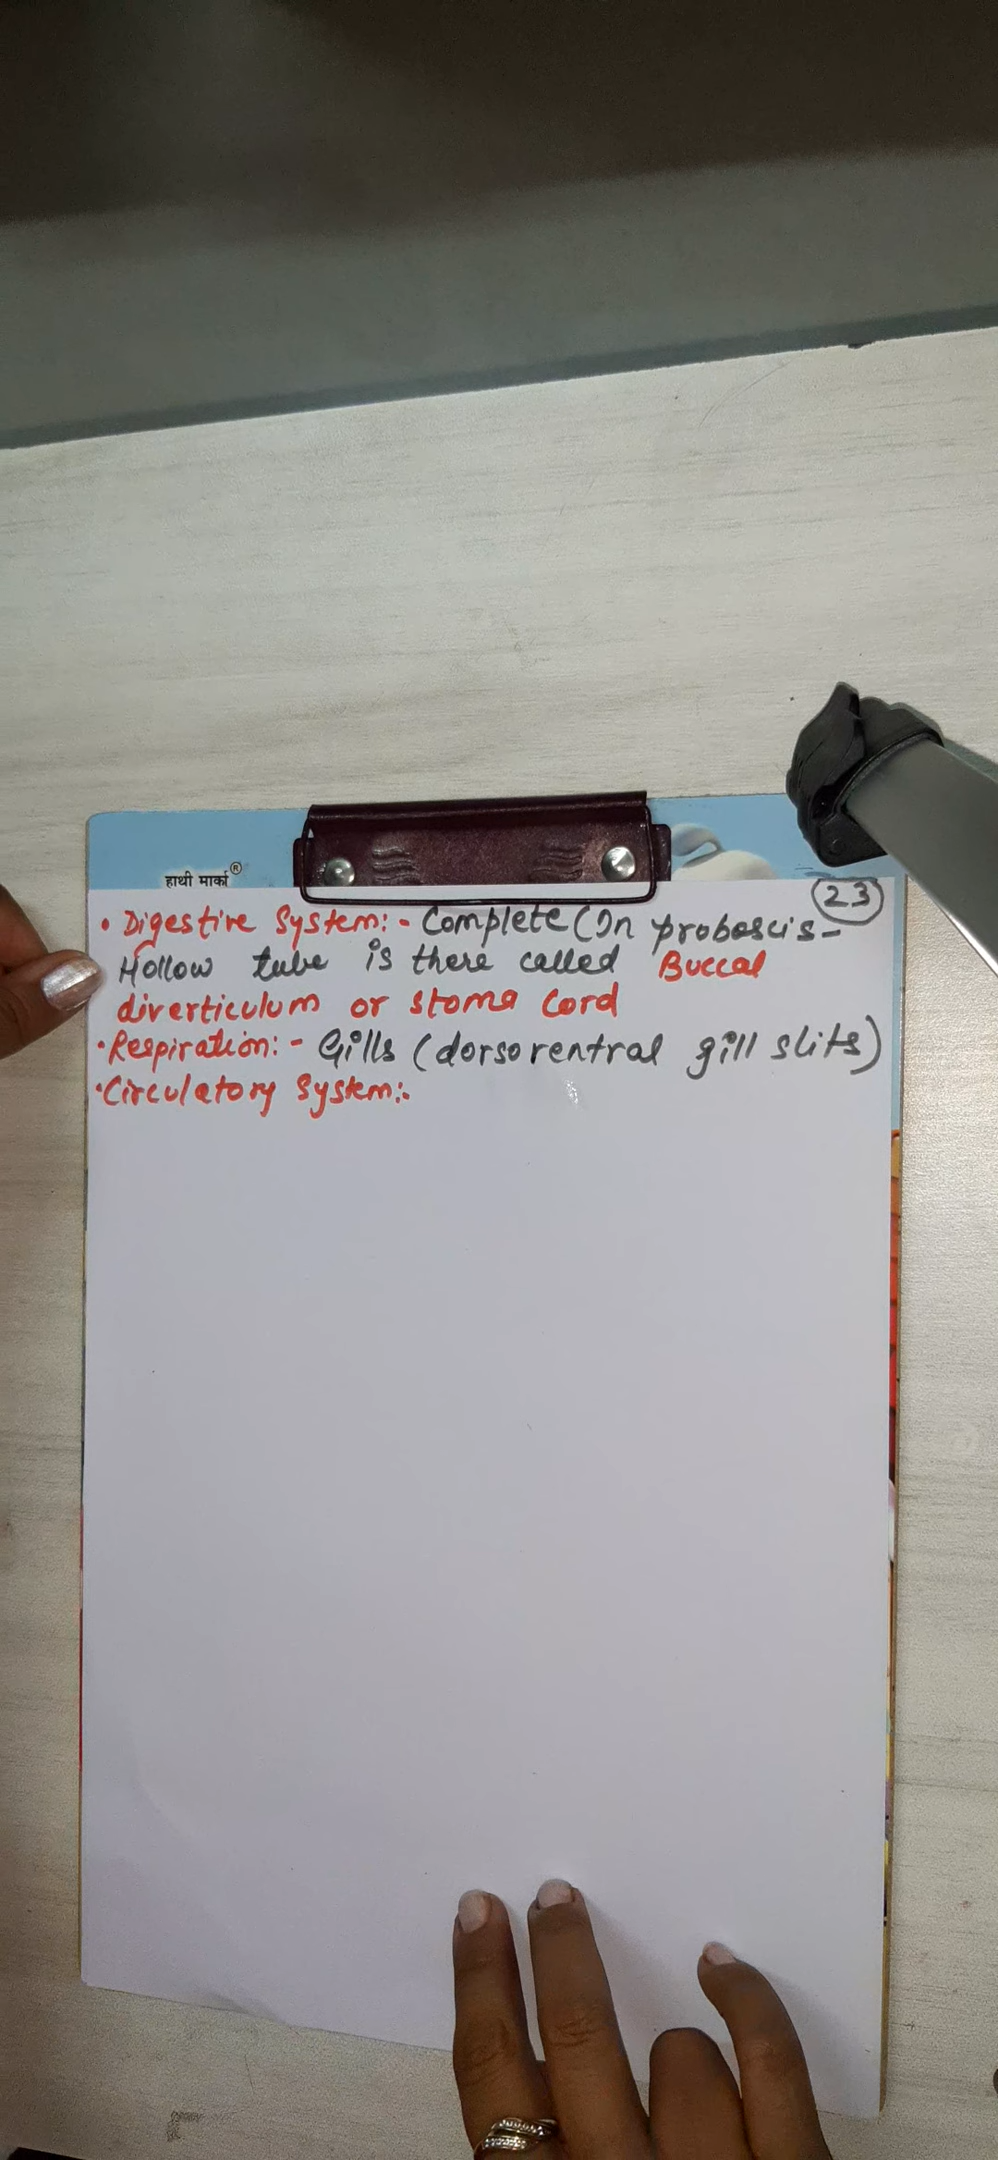 हाथी मार्का ®
23
• Digestive System:- Complete (In proboscis-
Hollow tube is there called Buccal
diverticulum or stomo cord
• Respiration:- Gills (dorsoventral gill slits)
• Circulatory System:-